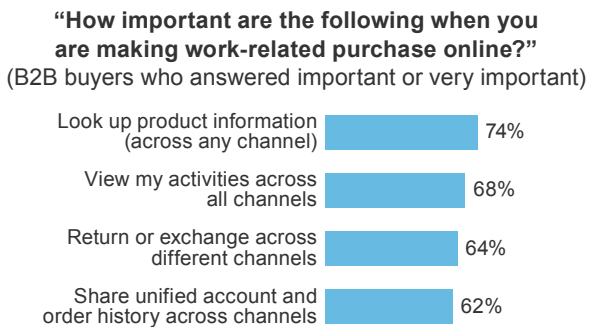 “How important are the following when you
are making work-related purchase online?”
(B2B buyers who answered important or very important)
Look up product information
(across any channel)
74%
View my activities across
all channels
68%
Return or exchange across
different channels
64%
Share unified account and
order history across channels
62%